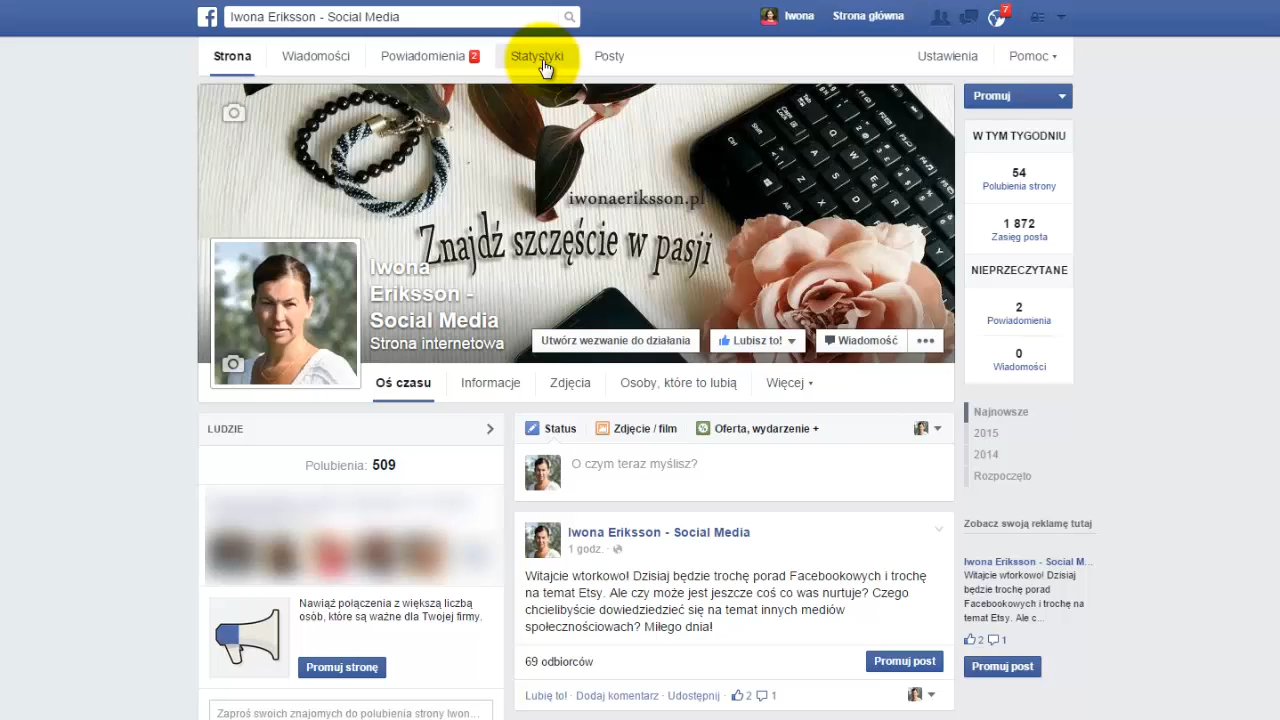 Iwona Eriksson - Social Media
Iwona Strona główna 7
Strona Wiadomości Powiadomienia 2 Statystyki Posty Ustawienia Pomoc
iwonaeriksson.pl
Znajdź szczęście w pasji
Iwona
Eriksson -
Social Media
Strona internetowa
Utwórz wezwanie do działania Lubisz to! Wiadomość •••
Oś czasu Informacje Zdjęcia Osoby, które to lubią Więcej
Promuj
W TYM TYGODNIU
54
Polubienia strony
1 872
Zasięg posta
NIEPRZECZYTANE
2
Powiadomienia
0
Wiadomości
Najnowsze
2015
2014
Rozpoczęto
LUDZIE
Polubienia: 509
Nawiąż połączenia z większą liczbą
osób, które są ważne dla Twojej firmy.
Promuj stronę
Zaproś swoich znajomych do polubienia strony Iwon...
Status Zdjęcie / film Oferta, wydarzenie +
O czym teraz myślisz?
Iwona Eriksson - Social Media
1 godz. ·
Witajcie wtorkowo! Dzisiaj będzie trochę porad Facebookowych i trochę
na temat Etsy. Ale czy może jest jeszcze coś co was nurtuje? Czego
chcielibyście dowiedziedzieć się na temat innych mediów
społecznościowach? Miłego dnia!
69 odbiorców
Promuj post
Lubię to! · Dodaj komentarz · Udostępnij · 2 1
Zobacz swoją reklamę tutaj
Iwona Eriksson - Social M...
Witajcie wtorkowo! Dzisiaj
będzie trochę porad
Facebookowych i trochę
na temat Etsy. Ale c...
2 1
Promuj post